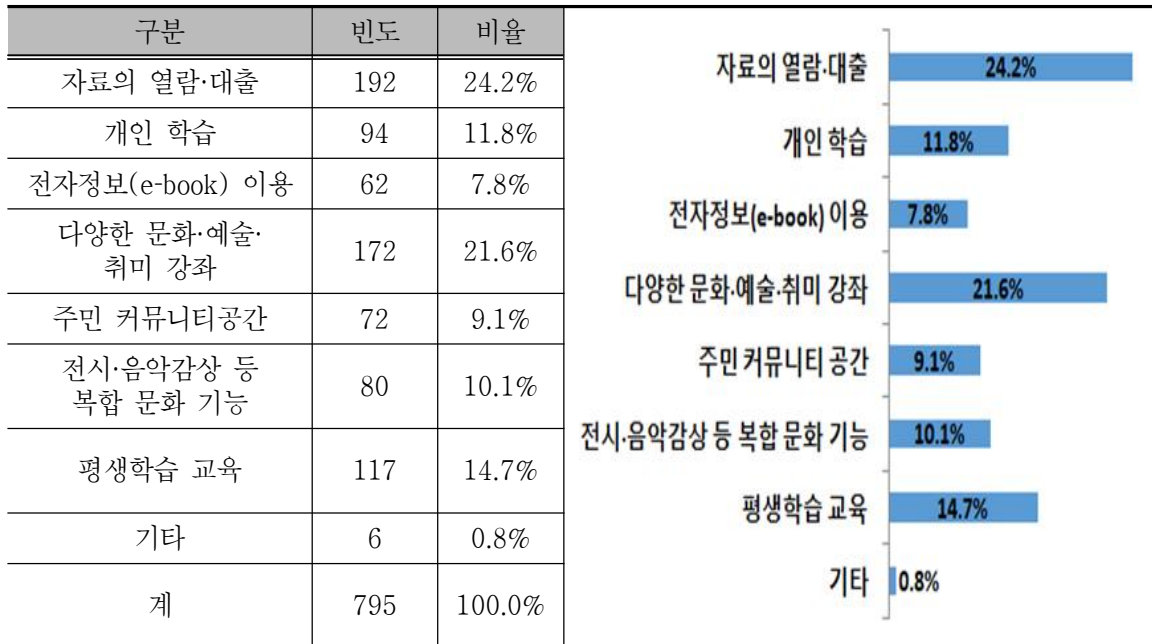 구분 빈도 비율
자료의 열람·대출 192 24.2%
개인 학습 94 11.8%
전자정보(e-book) 이용 62 7.8%
다양한 문화·예술·
취미 강좌 172 21.6%
주민 커뮤니티공간 72 9.1%
전시·음악감상 등
복합 문화 기능 80 10.1%
평생학습 교육 117 14.7%
기타 6 0.8%
계 795 100.0%
자료의 열람·대출 24.2%
개인 학습 11.8%
전자정보(e-book) 이용 7.8%
다양한 문화·예술·취미 강좌 21.6%
주민 커뮤니티 공간 9.1%
전시·음악감상 등 복합 문화 기능 10.1%
평생학습 교육 14.7%
기타 0.8%